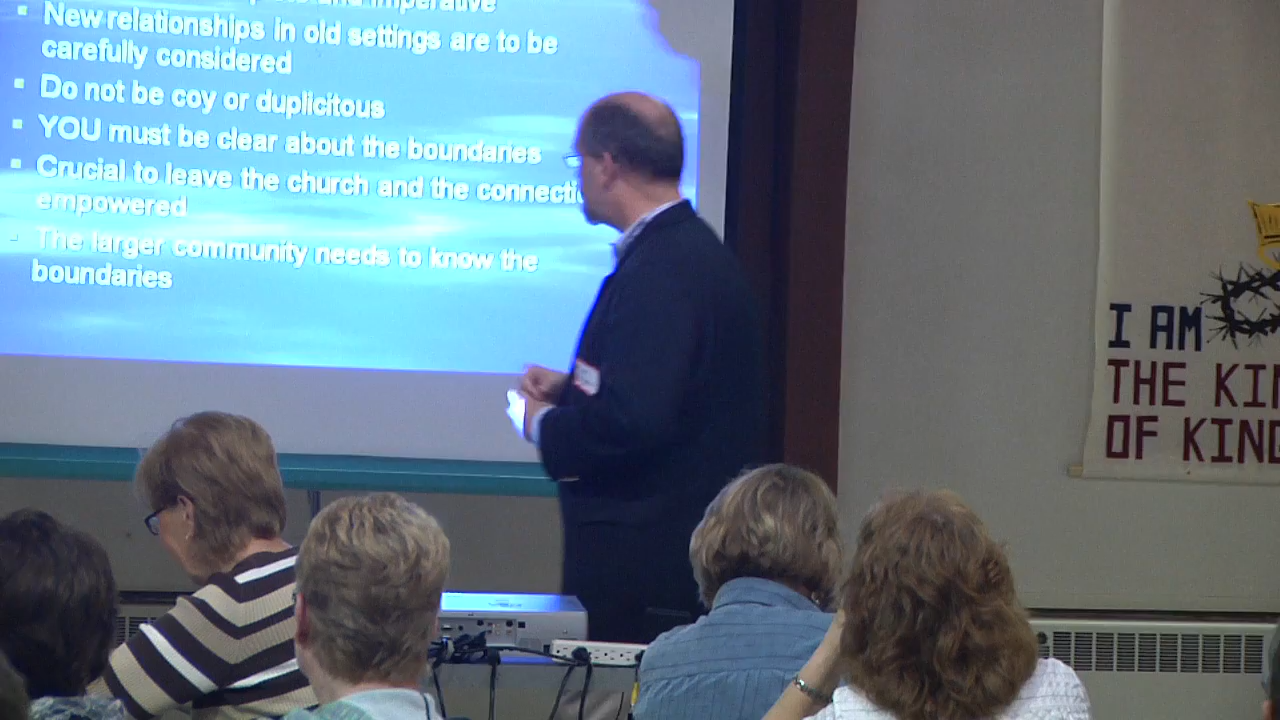 and imperative
New relationships in old settings are to be
carefully considered
Do not be coy or duplicitous
YOU must be clear about the boundaries
Crucial to leave the church and the connectio
empowered
The larger community needs to know the
boundaries
I AM
THE KIN
OF KING